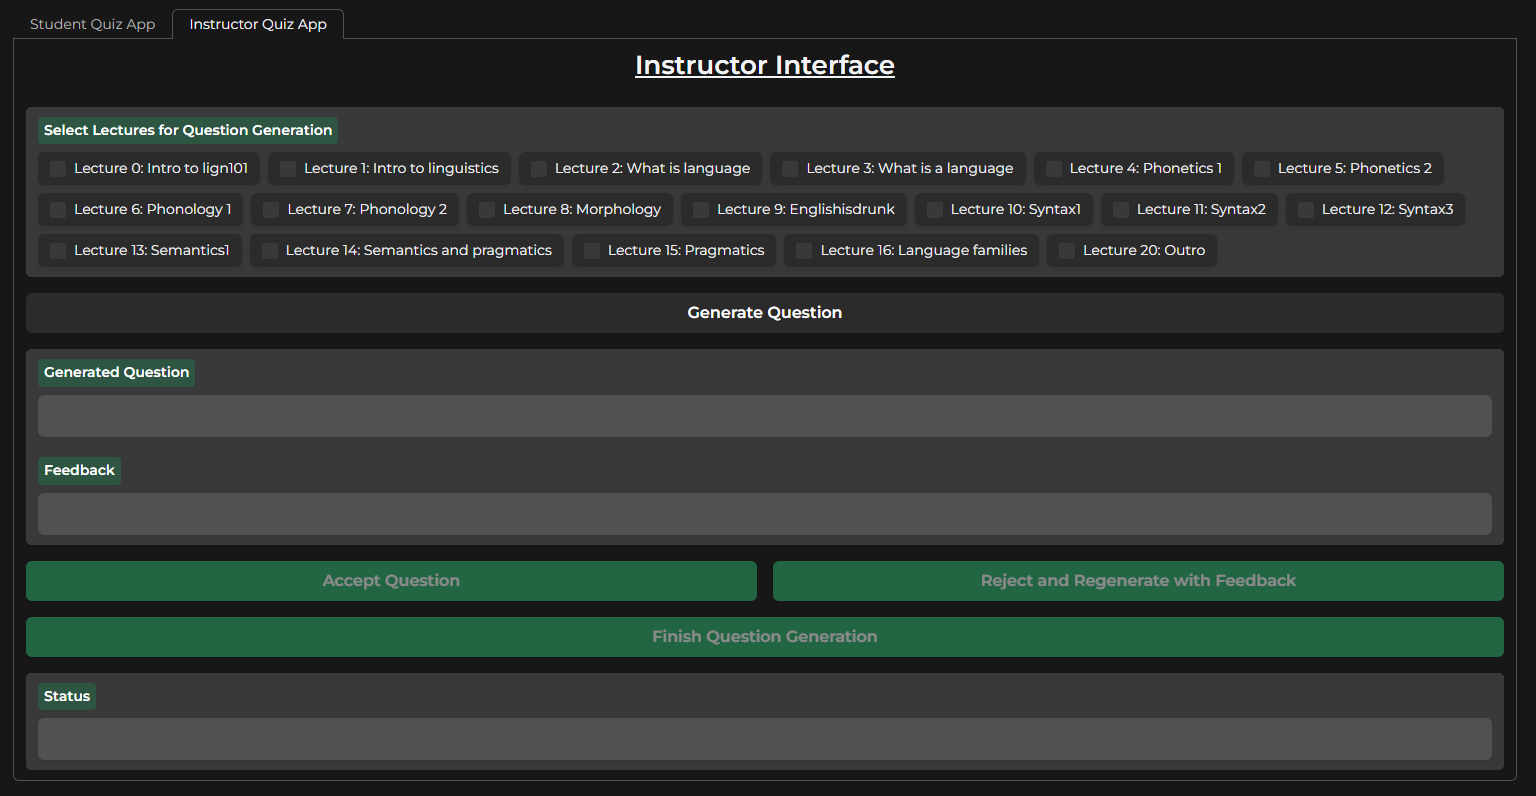 Student Quiz App Instructor Quiz App
Instructor Interface
Select Lectures for Question Generation
Lecture 0: Intro to lign101 Lecture 1: Intro to linguistics Lecture 2: What is language Lecture 3: What is a language Lecture 4: Phonetics 1 Lecture 5: Phonetics 2
Lecture 6: Phonology 1 Lecture 7: Phonology 2 Lecture 8: Morphology Lecture 9: Englishisdrunk Lecture 10: Syntax1 Lecture 11: Syntax2 Lecture 12: Syntax3
Lecture 13: Semantics1 Lecture 14: Semantics and pragmatics Lecture 15: Pragmatics Lecture 16: Language families Lecture 20: Outro
Generate Question
Generated Question
Feedback
Accept Question Reject and Regenerate with Feedback
Finish Question Generation
Status